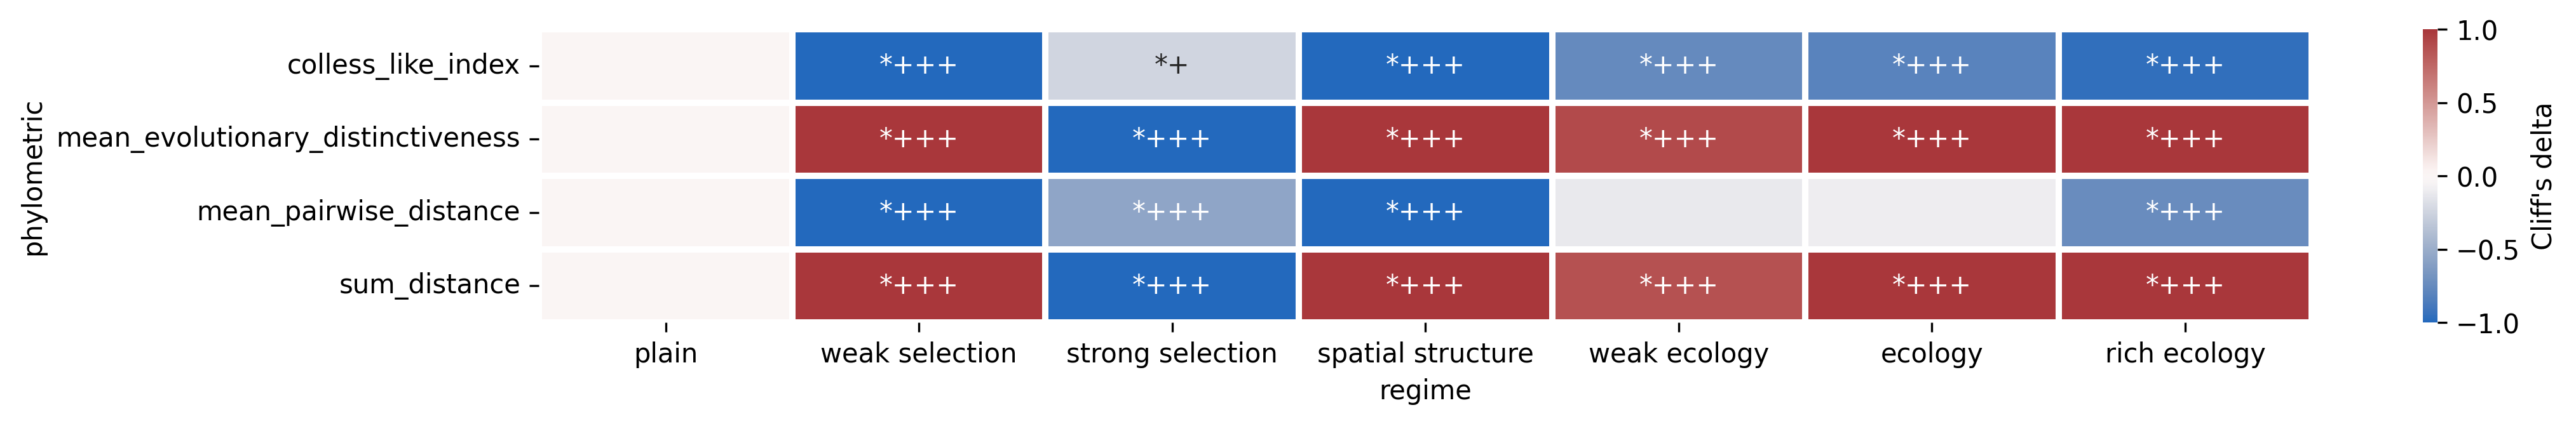 phylometric
colless_like_index
*+++ *+ *+++ *+++ *+++ *+++
mean_evolutionary_distinctiveness
*+++ *+++ *+++ *+++ *+++ *+++
mean_pairwise_distance
*+++ *+++ *+++ *+++
sum_distance
*+++ *+++ *+++ *+++ *+++ *+++
plain weak selection strong selection spatial structure weak ecology ecology rich ecology
regime
1.0
0.5
0.0
−0.5
−1.0
Cliff's delta